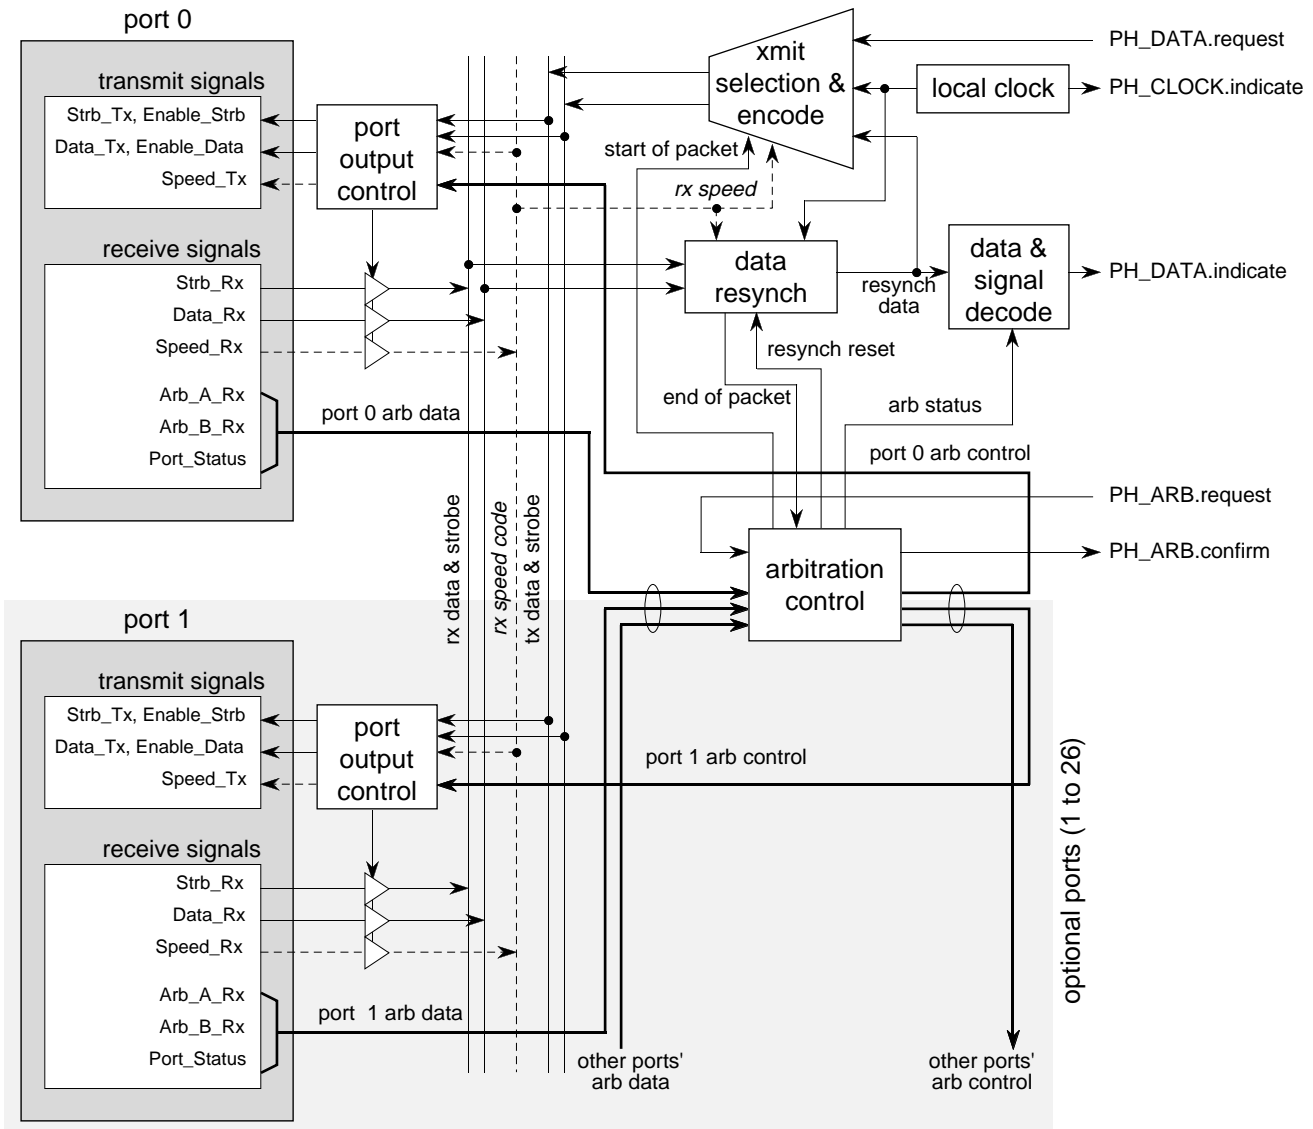 port 0
transmit signals
Strb_Tx, Enable_Strb
Data_Tx, Enable_Data
Speed_Tx
port
output
control
receive signals
Strb_Rx
Data_Rx
Speed_Rx
Arb_A_Rx
Arb_B_Rx
Port_Status
port 0 arb data
xmit
selection &
encode
PH_DATA.request
local clock
PH_CLOCK.indicate
start of packet
rx speed
data
resynch
resynch
data
data &
signal
decode
PH_DATA.indicate
resynch reset
end of packet
arb status
port 0 arb control
PH_ARB.request
PH_ARB.confirm
arbitration
control
rx data & strobe
rx speed code
tx data & strobe
port 1
transmit signals
Strb_Tx, Enable_Strb
Data_Tx, Enable_Data
Speed_Tx
port
output
control
port 1 arb control
receive signals
Strb_Rx
Data_Rx
Speed_Rx
Arb_A_Rx
Arb_B_Rx
Port_Status
port 1 arb data
other ports'
arb data
other ports'
arb control
optional ports (1 to 26)